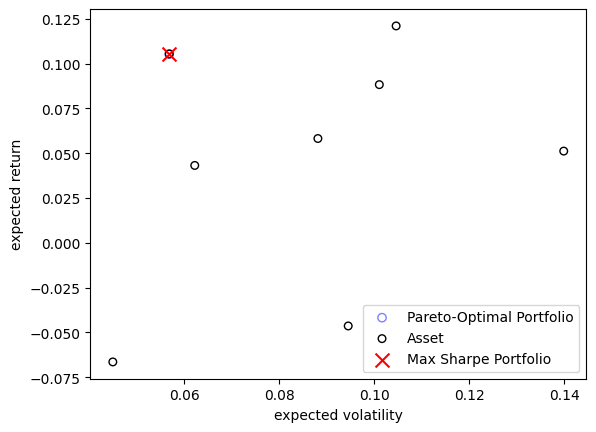 0.125
0.100
0.075
0.050
0.025
0.000
−0.025
−0.050
−0.075
expected return
0.06
0.08
0.10
0.12
0.14
expected volatility
Pareto-Optimal Portfolio
Asset
Max Sharpe Portfolio